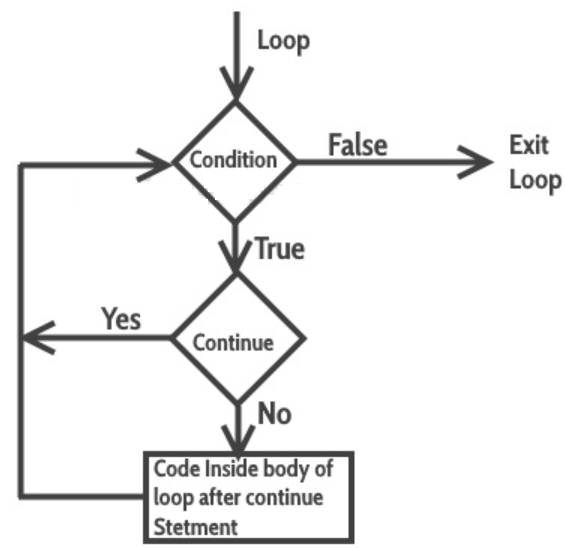 Loop
Condition
False
Exit
Loop
True
Yes
Continue
No
Code Inside body of
loop after continue
Stetment